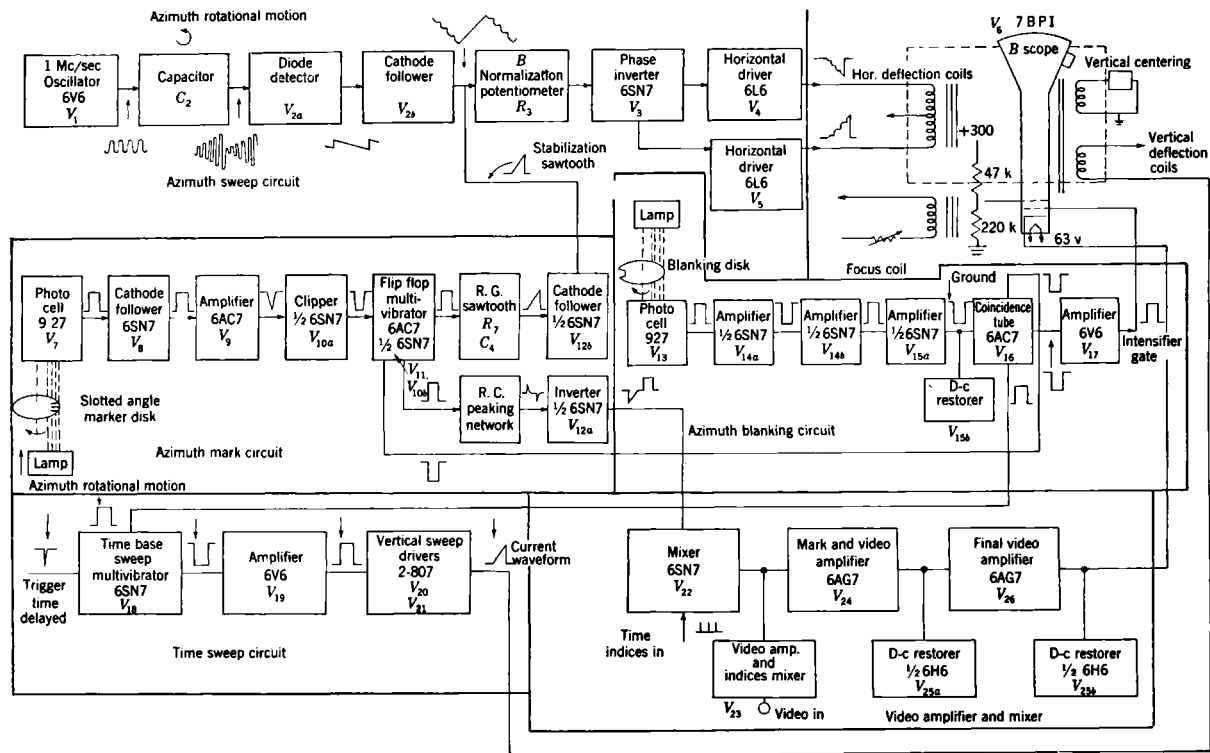 Azimuth rotational motion
1 Mc/sec
Oscillator
6V6
V1
Capacitor
C2
Diode
detector
V2a
Cathode
follower
V2b
B
Normalization
potentiometer
R3
Phase
inverter
6SN7
V3
Horizontal
driver
6L6
V4
Horizontal
driver
6L6
V5
Hor. deflection coils
V6 7 BPI
B scope
Vertical centering
Vertical
deflection
coils
+300
47 k
220 k
63 v
Focus coil
Azimuth sweep circuit
Stabilization
sawtooth
Lamp
Blanking disk
Photo
cell
9 27
V7
Cathode
follower
6SN7
V8
Amplifier
6AC7
V9
Clipper
½ 6SN7
V10a
Flip flop
multi-
vibrator
6AC7
½ 6SN7
V11,
V10b
R. G.
sawtooth
R7
C4
Cathode
follower
½ 6SN7
V12b
R. C.
peaking
network
Inverter
½ 6SN7
V12a
Slotted angle
marker disk
Lamp
Azimuth mark circuit
Azimuth rotational motion
Photo
cell
927
V13
Amplifier
½ 6SN7
V14a
Amplifier
½ 6SN7
V14b
Amplifier
½ 6SN7
V15a
Ground
Coincidence
tube
6AC7
V16
Amplifier
6V6
V17
Intensifier
gate
D-c
restorer
V15b
Azimuth blanking circuit
Trigger
time
delayed
Time base
sweep
multivibrator
6SN7
V18
Amplifier
6V6
V19
Vertical sweep
drivers
2-807
V20
V21
Current
waveform
Time sweep circuit
Mixer
6SN7
V22
Time
indices in
Video amp.
and
indices mixer
V23
Video in
Mark and video
amplifier
6AG7
V24
Final video
amplifier
6AG7
V26
D-c restorer
½ 6H6
V25a
D-c restorer
½ 6H6
V25b
Video amplifier and mixer